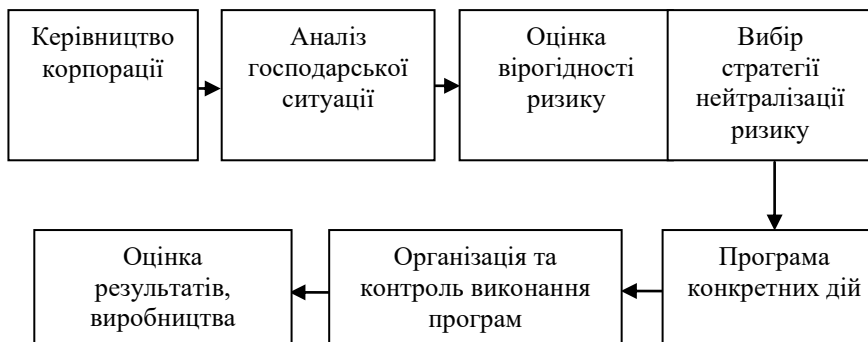 Керівництво
корпорації
Аналіз
господарської
ситуації
Оцінка
вірогідності
ризику
Вибір
стратегії
нейтралізації
ризику
Програма
конкретних дій
Організація та
контроль виконання
програм
Оцінка
результатів,
виробництва